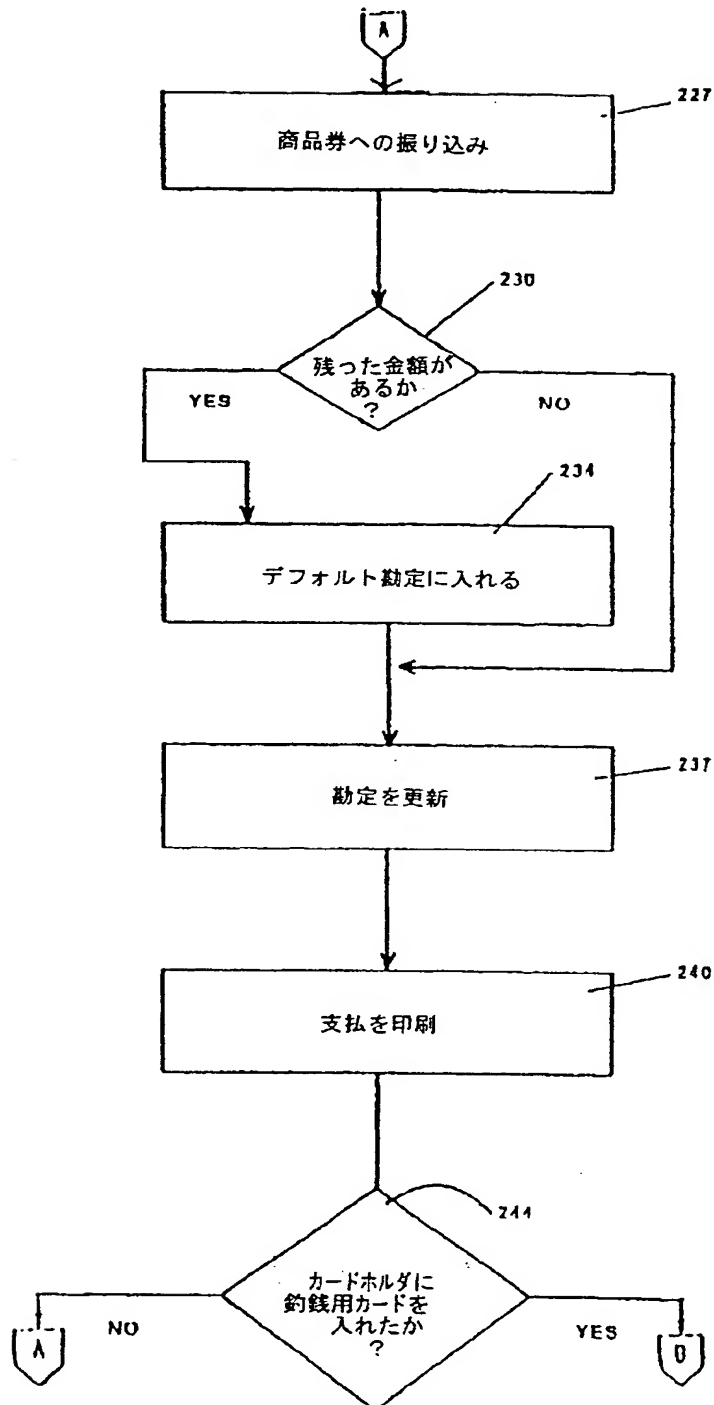 A
227
商品券への振り込み
230
残った金額が
あるか
?
YES
NO
234
デフォルト勘定に入れる
237
勘定を更新
240
支払を印刷
244
カードホルダに
釣銭用カードを
入れたか
?
NO
YES
A